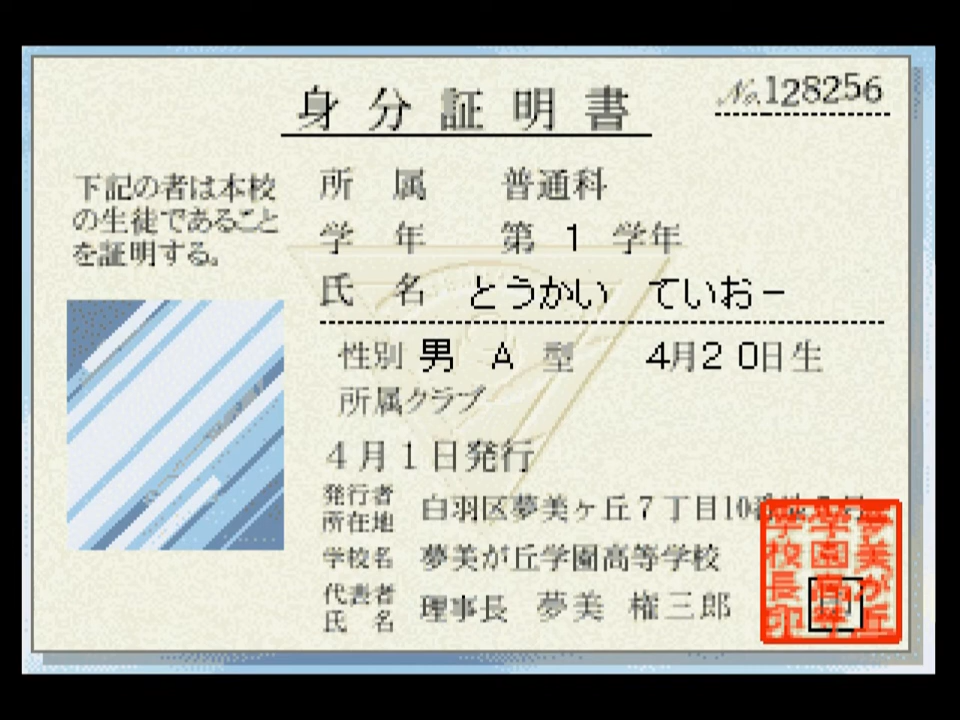 身分証明書
No.128256
下記の者は本校
の生徒であること
を証明する。
所属 普通科
学年 第1学年
氏名 とうかい ていおー
性別 男 A型 4月20日生
所属クラブ
4月1日発行
発行者所在地 白羽区夢美ヶ丘7丁目10
学校名 夢美が丘学園高等学校
代表者氏名 理事長 夢美 権三郎
夢美が丘
学園高等
学校長印
印